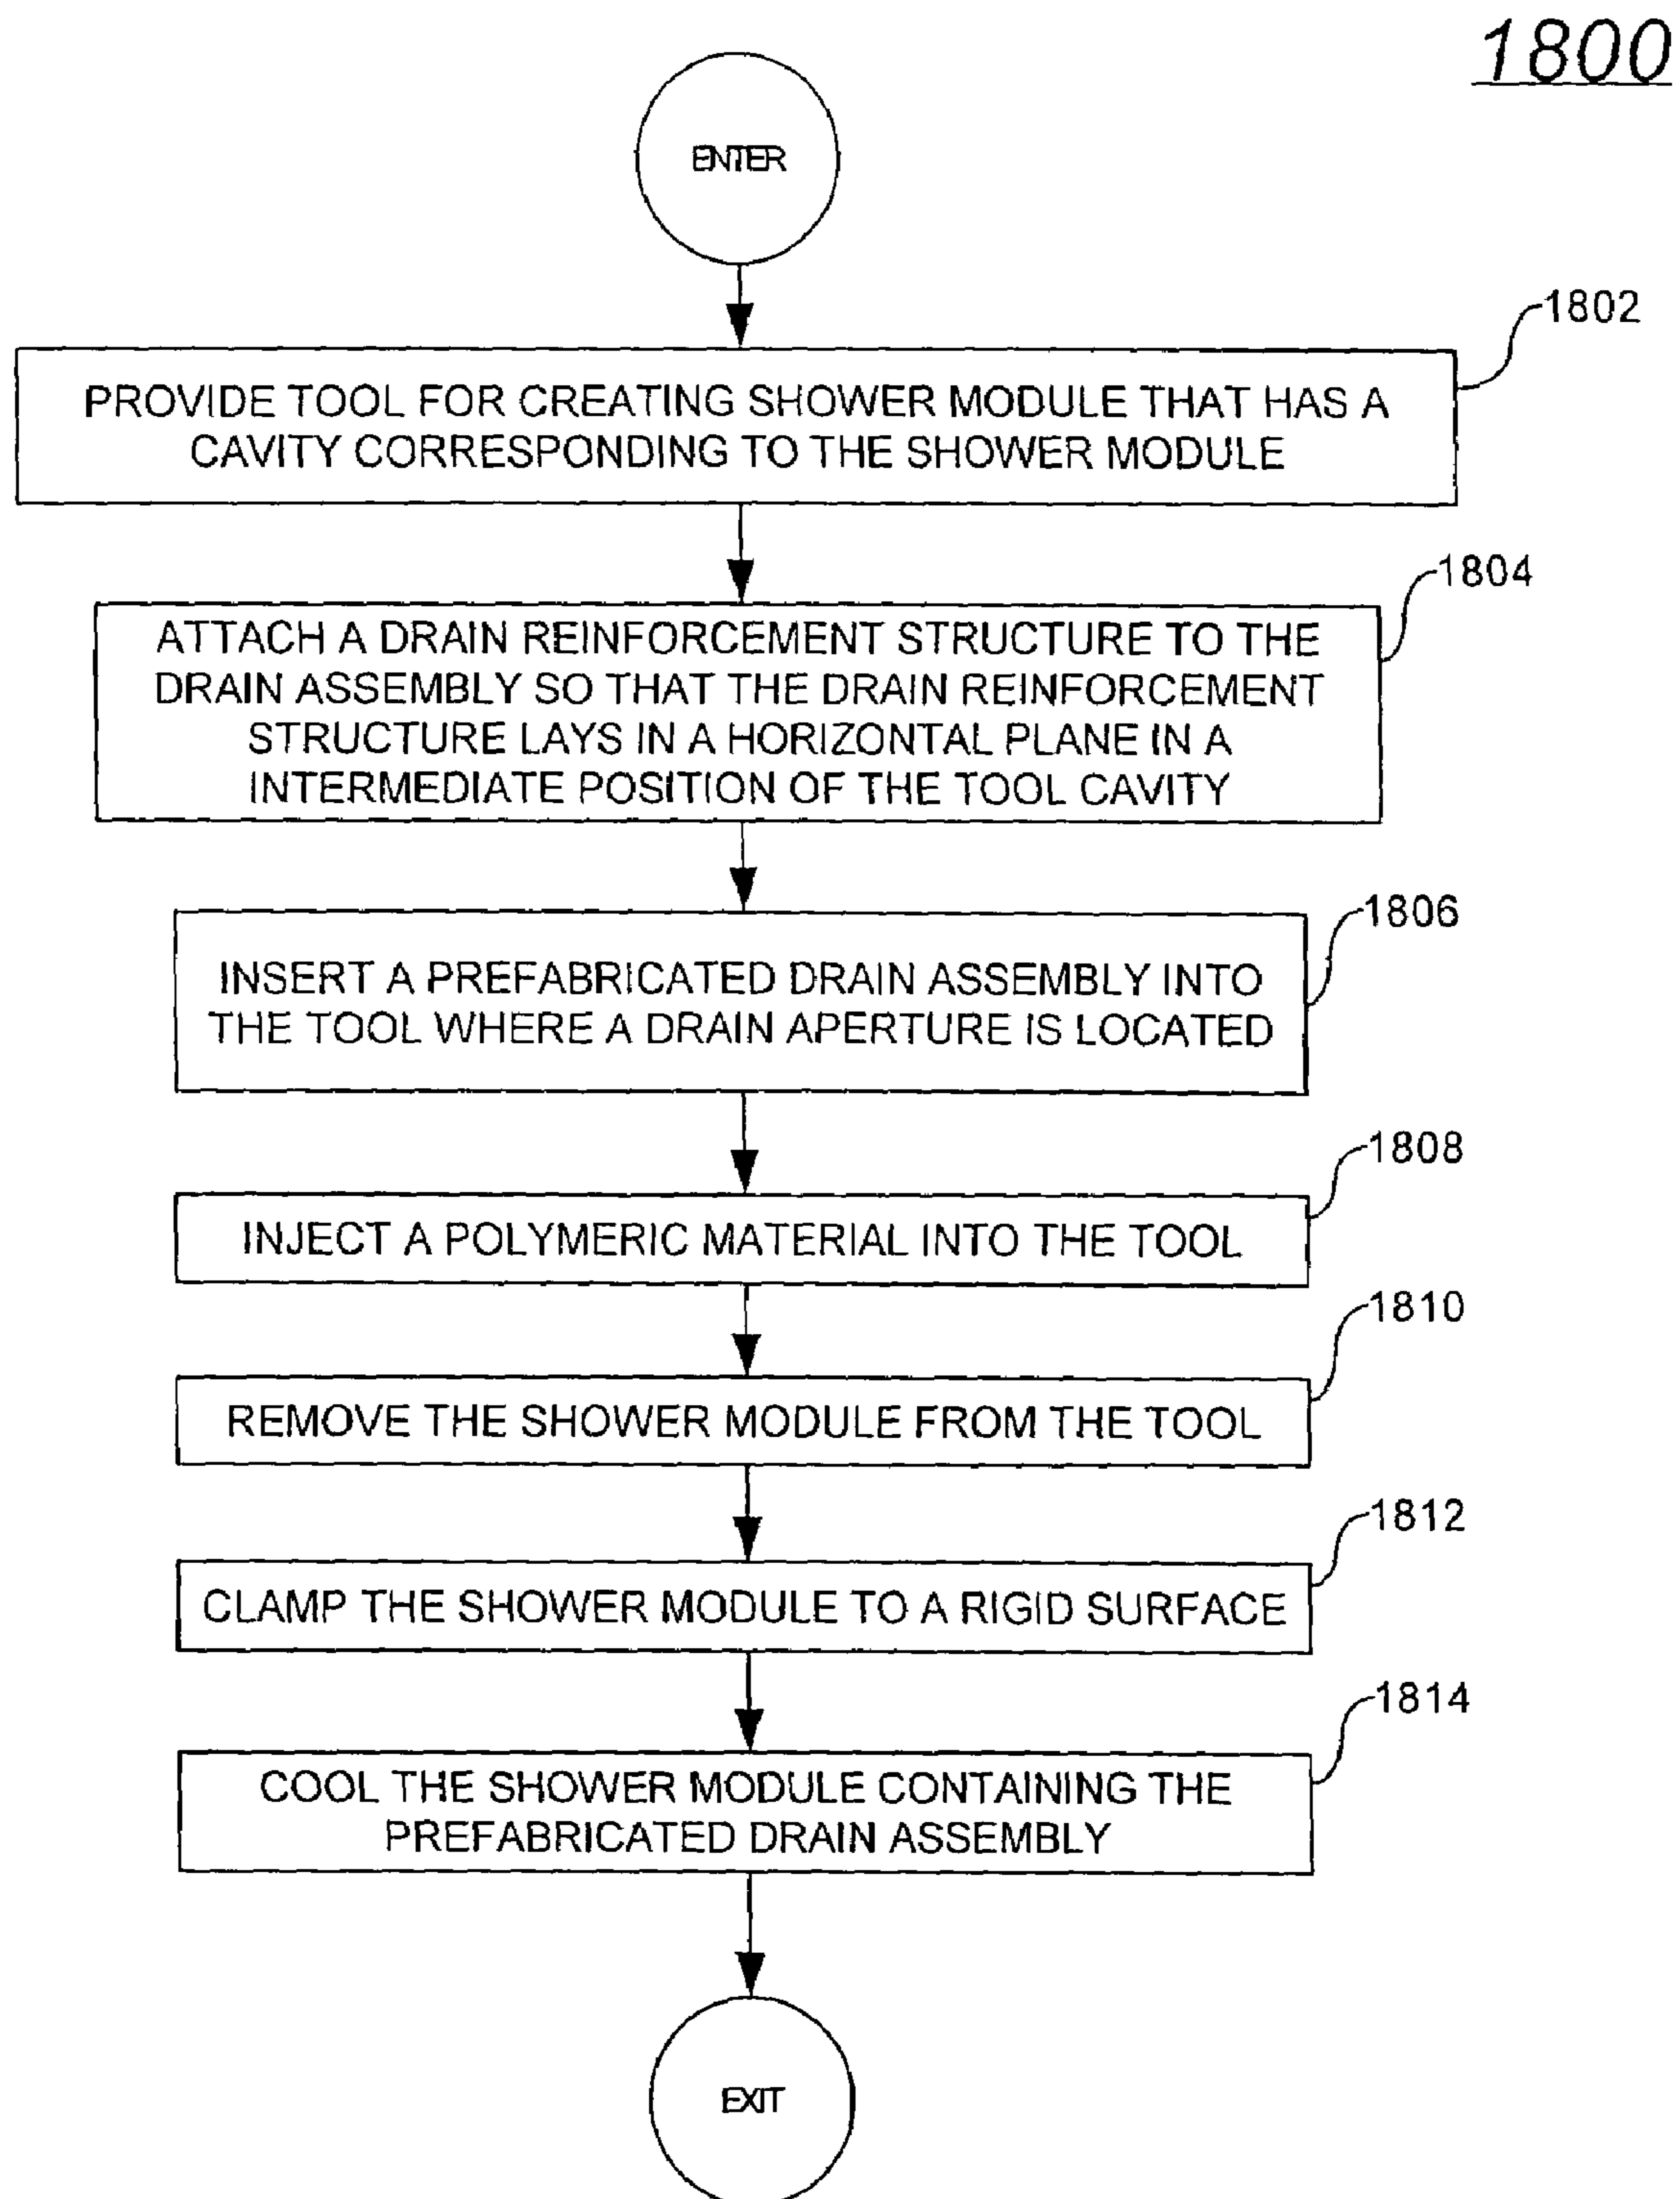 1800
ENTER
1802
PROVIDE TOOL FOR CREATING SHOWER MODULE THAT HAS A
CAVITY CORRESPONDING TO THE SHOWER MODULE
1804
ATTACH A DRAIN REINFORCEMENT STRUCTURE TO THE
DRAIN ASSEMBLY SO THAT THE DRAIN REINFORCEMENT
STRUCTURE LAYS IN A HORIZONTAL PLANE IN A
INTERMEDIATE POSITION OF THE TOOL CAVITY
1806
INSERT A PREFABRICATED DRAIN ASSEMBLY INTO
THE TOOL WHERE A DRAIN APERTURE IS LOCATED
1808
INJECT A POLYMERIC MATERIAL INTO THE TOOL
1810
REMOVE THE SHOWER MODULE FROM THE TOOL
1812
CLAMP THE SHOWER MODULE TO A RIGID SURFACE
1814
COOL THE SHOWER MODULE CONTAINING THE
PREFABRICATED DRAIN ASSEMBLY
EXIT